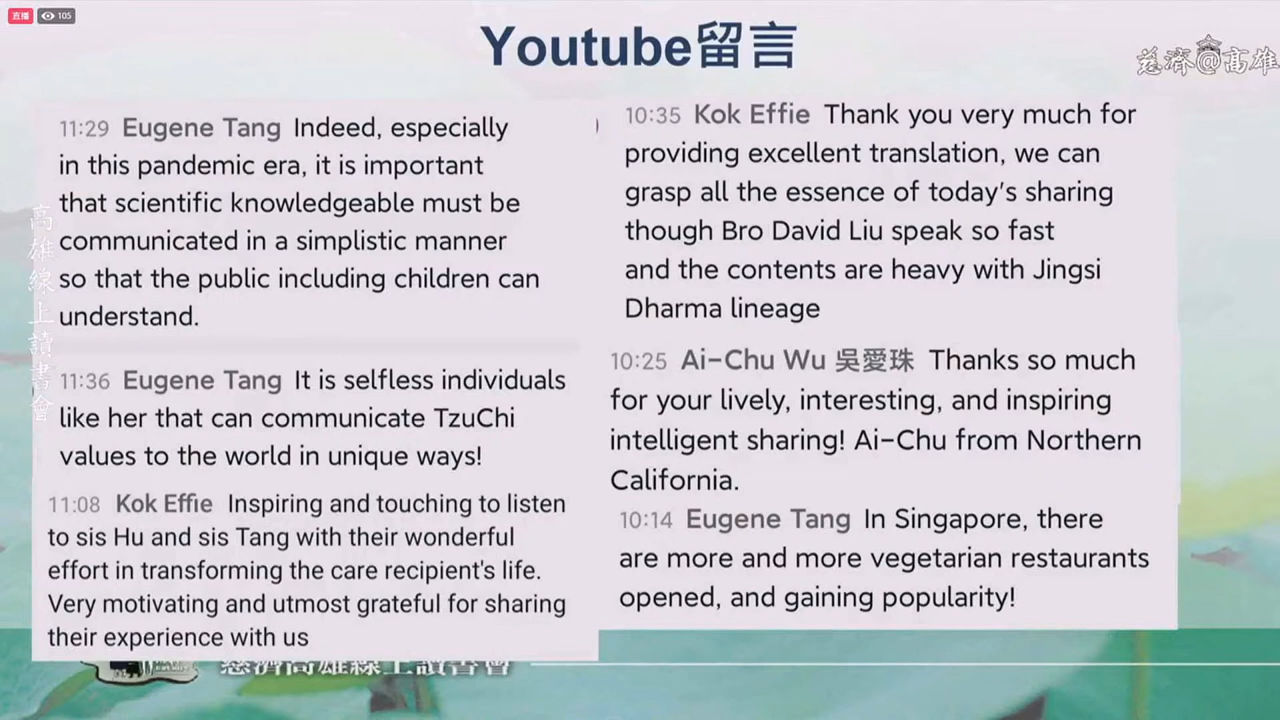 直播 105
Youtube留言
慈濟@高雄
高雄線上讀書會
11:29 Eugene Tang Indeed, especially
in this pandemic era, it is important
that scientific knowledgeable must be
communicated in a simplistic manner
so that the public including children can
understand.
11:36 Eugene Tang It is selfless individuals
like her that can communicate TzuChi
values to the world in unique ways!
11:08 Kok Effie Inspiring and touching to listen
to sis Hu and sis Tang with their wonderful
effort in transforming the care recipient's life.
Very motivating and utmost grateful for sharing
their experience with us
10:35 Kok Effie Thank you very much for
providing excellent translation, we can
grasp all the essence of today's sharing
though Bro David Liu speak so fast
and the contents are heavy with Jingsi
Dharma lineage
10:25 Ai-Chu Wu 吳愛珠 Thanks so much
for your lively, interesting, and inspiring
intelligent sharing! Ai-Chu from Northern
California.
10:14 Eugene Tang In Singapore, there
are more and more vegetarian restaurants
opened, and gaining popularity!
慈濟高雄線上讀書會